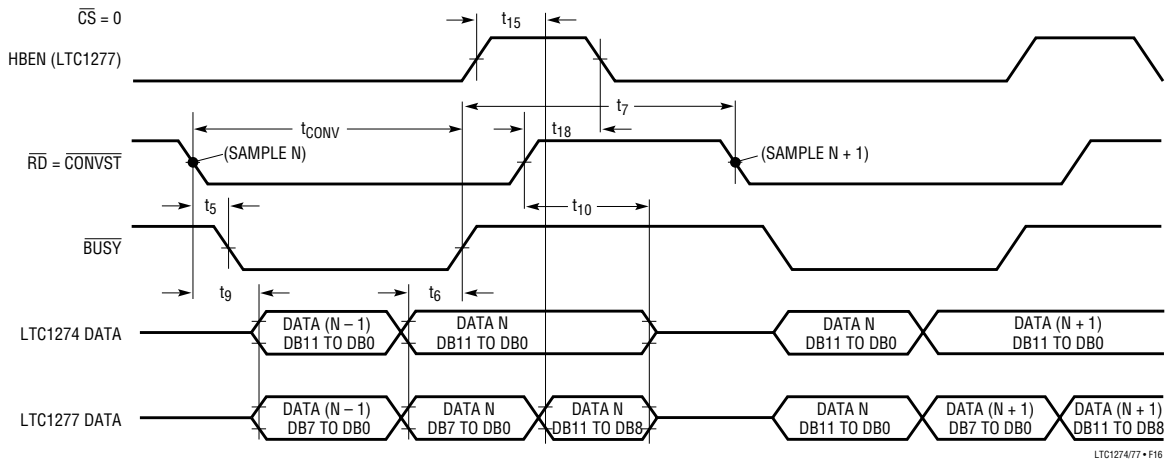 CS = 0
t15
HBEN (LTC1277)
t7
tCONV
t18
RD = CONVST
(SAMPLE N)
(SAMPLE N + 1)
t5
t10
BUSY
t9
t6
LTC1274 DATA
DATA (N – 1)
DB11 TO DB0
DATA N
DB11 TO DB0
DATA N
DB11 TO DB0
DATA (N + 1)
DB11 TO DB0
LTC1277 DATA
DATA (N – 1)
DB7 TO DB0
DATA N
DB7 TO DB0
DATA N
DB11 TO DB8
DATA N
DB11 TO DB0
DATA (N + 1)
DB7 TO DB0
DATA (N + 1)
DB11 TO DB8
LTC1274/77 • F16